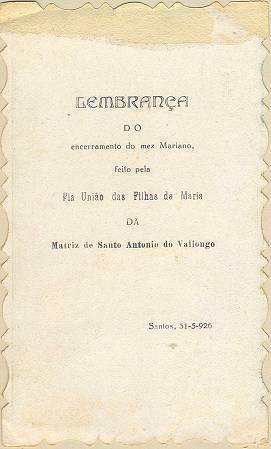 LEMBRANÇA
DO
encerramento do mez Mariano,
feito pela
Pia União das Filhas de Maria
DA
Matriz de Santo Antonio do Vallongo
Santos, 31-5-926